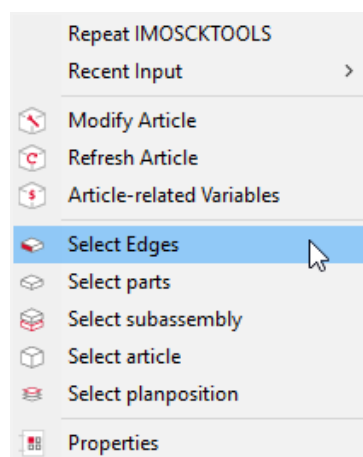 Repeat IMOSCKTOOLS
Recent Input
Modify Article
Refresh Article
Article-related Variables
Select Edges
Select parts
Select subassembly
Select article
Select planposition
Properties